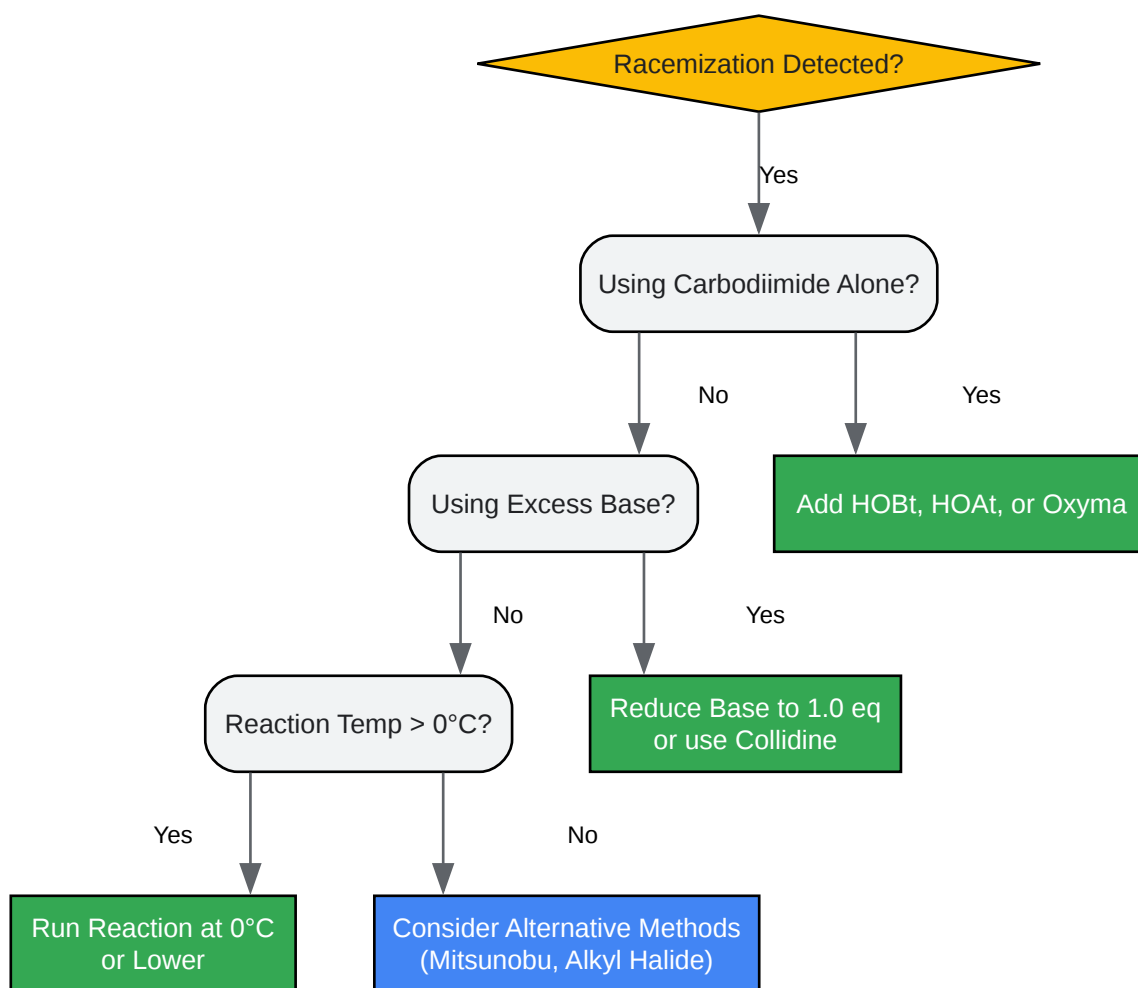 Racemization Detected?
Yes
Using Carbodiimide Alone?
No
Yes
Using Excess Base?
Add HOBt, HOAt, or Oxyma
No
Yes
Reaction Temp > 0°C?
Reduce Base to 1.0 eq
or use Collidine
Yes
No
Run Reaction at 0°C
or Lower
Consider Alternative Methods
(Mitsunobu, Alkyl Halide)